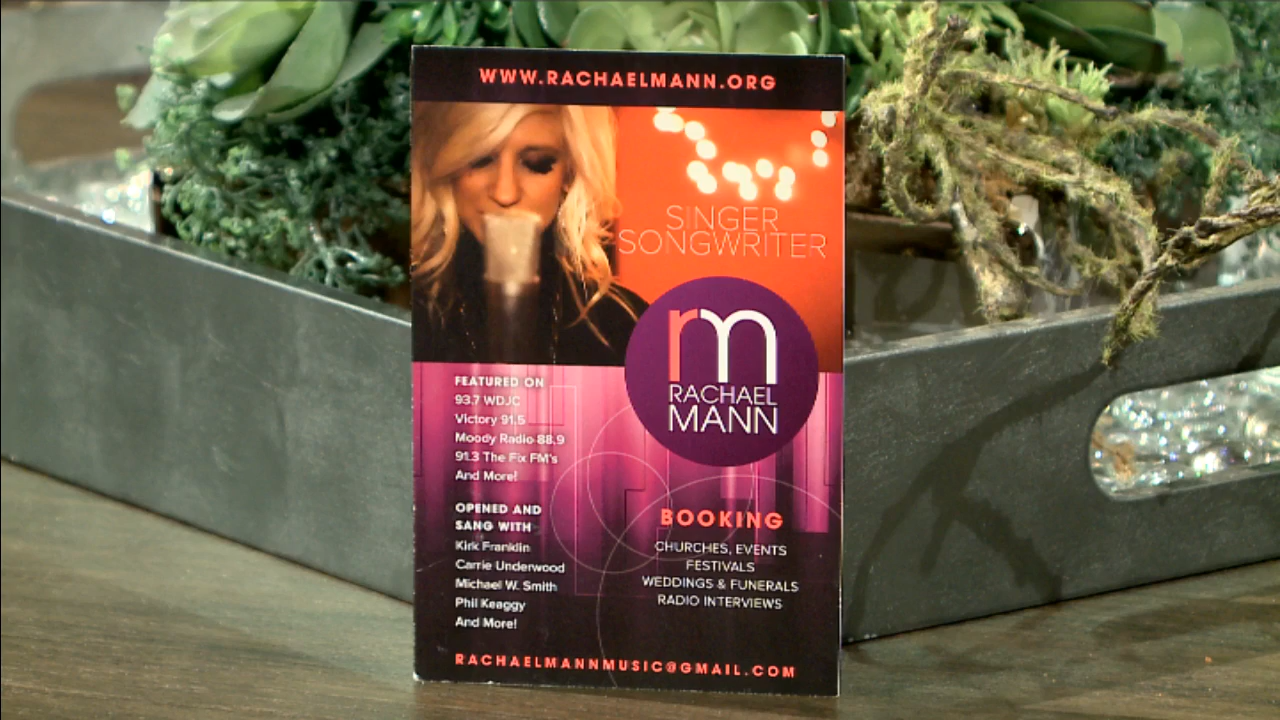 WWW.RACHAELMANN.ORG
SINGER
SONGWRITER
rm
RACHAEL
MANN
FEATURED ON
93.7 WDJC
Victory 91.5
Moody Radio 88.9
91.3 The Fix FM's
And More!
OPENED AND
SANG WITH
Kirk Franklin
Carrie Underwood
Michael W. Smith
Phil Keaggy
And More!
BOOKING
CHURCHES, EVENTS
FESTIVALS
WEDDINGS & FUNERALS
RADIO INTERVIEWS
RACHAELMANNMUSIC@GMAIL.COM